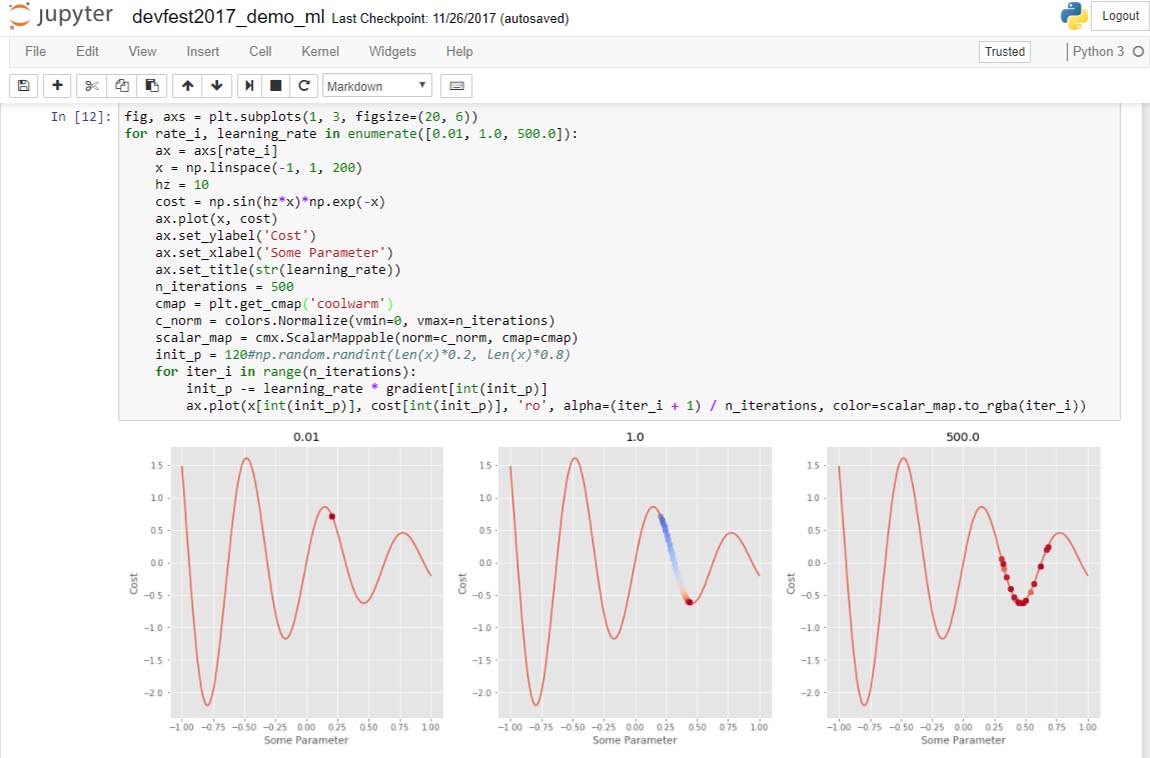 jupyter devfest2017_demo_ml Last Checkpoint: 11/26/2017 (autosaved) Logout
File Edit View Insert Cell Kernel Widgets Help Trusted Python 3
Markdown
In [12]: fig, axs = plt.subplots(1, 3, figsize=(20, 6))
for rate_i, learning_rate in enumerate([0.01, 1.0, 500.0]):
    ax = axs[rate_i]
    x = np.linspace(-1, 1, 200)
    hz = 10
    cost = np.sin(hz*x)*np.exp(-x)
    ax.plot(x, cost)
    ax.set_ylabel('Cost')
    ax.set_xlabel('Some Parameter')
    ax.set_title(str(learning_rate))
    n_iterations = 500
    cmap = plt.get_cmap('coolwarm')
    c_norm = colors.Normalize(vmin=0, vmax=n_iterations)
    scalar_map = cmx.ScalarMappable(norm=c_norm, cmap=cmap)
    init_p = 120#np.random.randint(len(x)*0.2, len(x)*0.8)
    for iter_i in range(n_iterations):
        init_p -= learning_rate * gradient[int(init_p)]
        ax.plot(x[int(init_p)], cost[int(init_p)], 'ro', alpha=(iter_i + 1) / n_iterations, color=scalar_map.to_rgba(iter_i))
0.01
1.5
1.0
0.5
0.0
−0.5
−1.0
−1.5
−2.0
Cost
−1.00 −0.75 −0.50 −0.25 0.00 0.25 0.50 0.75 1.00
Some Parameter
1.0
1.5
1.0
0.5
0.0
−0.5
−1.0
−1.5
−2.0
Cost
−1.00 −0.75 −0.50 −0.25 0.00 0.25 0.50 0.75 1.00
Some Parameter
500.0
1.5
1.0
0.5
0.0
−0.5
−1.0
−1.5
−2.0
Cost
−1.00 −0.75 −0.50 −0.25 0.00 0.25 0.50 0.75 1.00
Some Parameter